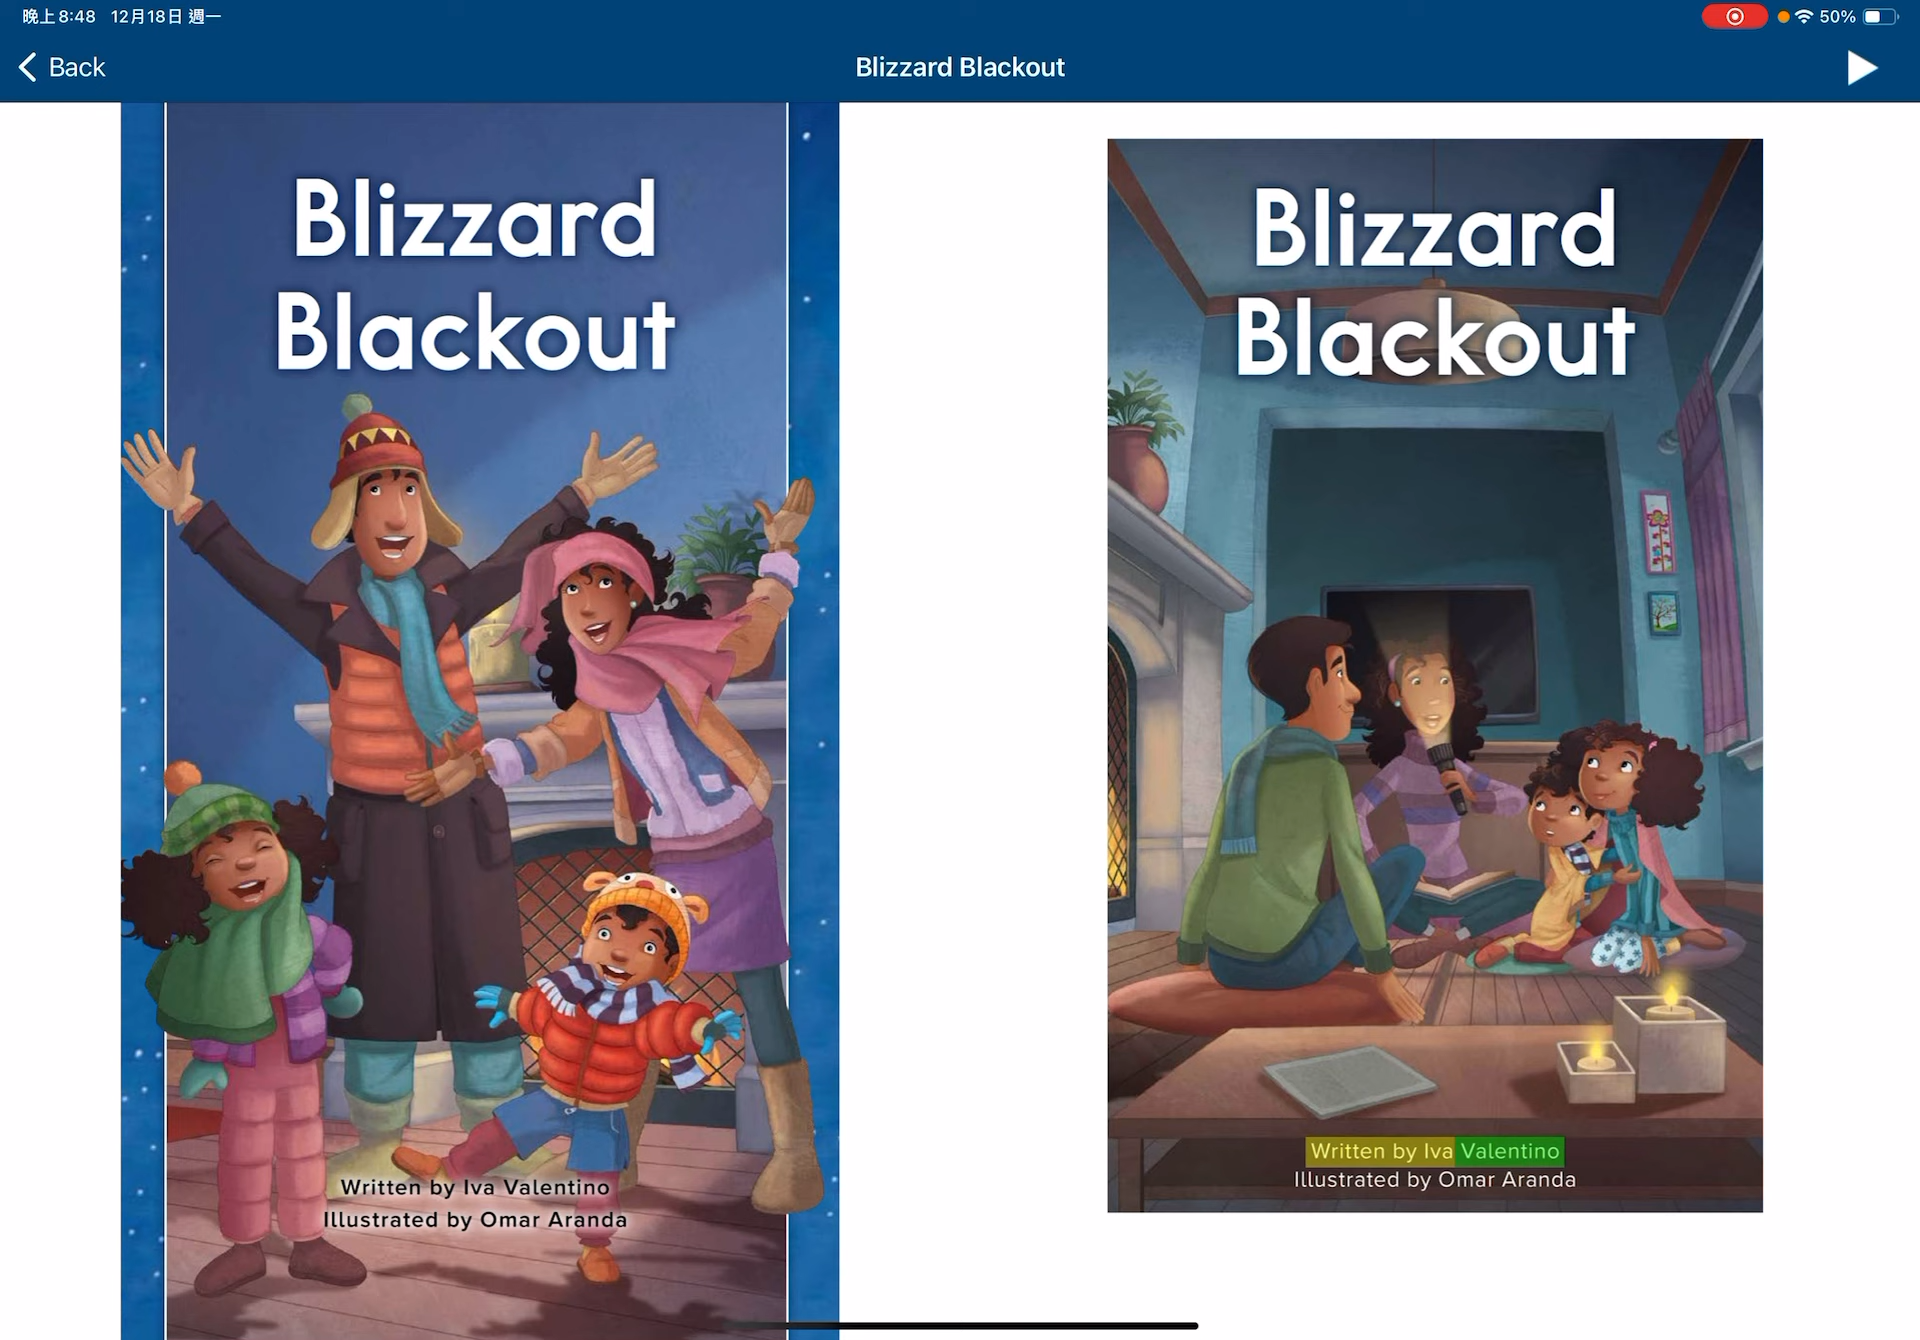 晚上8:48 12月18日 週一
50%
Back
Blizzard Blackout
Blizzard
Blackout
Written by Iva Valentino
Illustrated by Omar Aranda
Blizzard
Blackout
Written by Iva Valentino
Illustrated by Omar Aranda